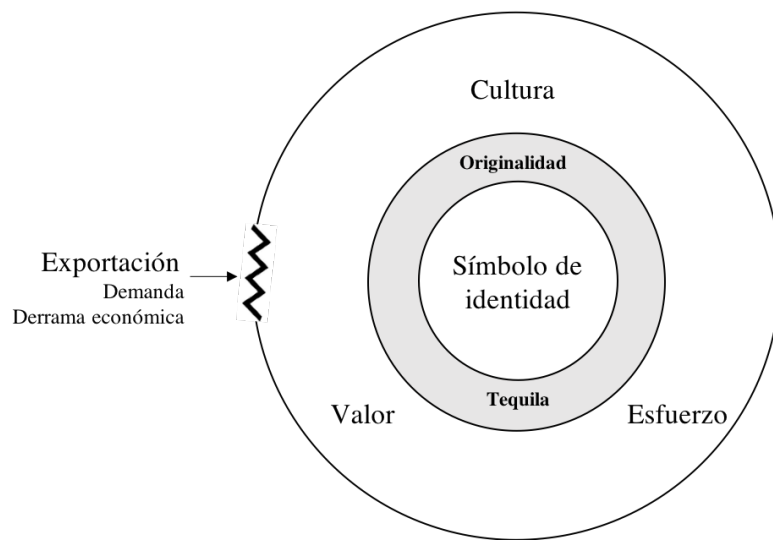 Cultura
Originalidad
Símbolo de
identidad
Exportación
Demanda
Derrama económica
Tequila
Valor
Esfuerzo